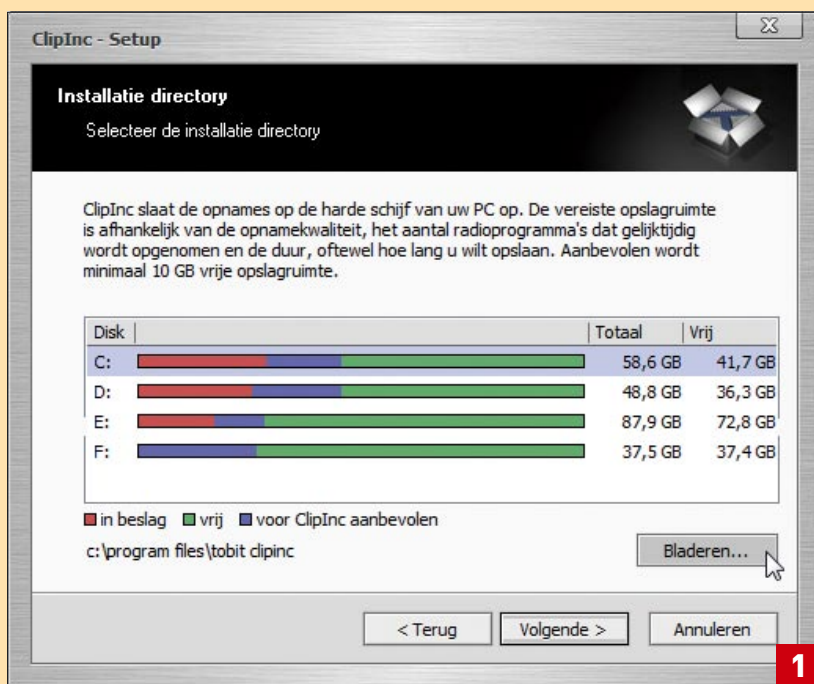 ClipInc - Setup
Installatie directory
Selecteer de installatie directory
ClipInc slaat de opnames op de harde schijf van uw PC op. De vereiste opslagruimte
is afhankelijk van de opnamekwaliteit, het aantal radioprogramma's dat gelijktijdig
wordt opgenomen en de duur, oftewel hoe lang u wilt opslaan. Aanbevolen wordt
minimaal 10 GB vrije opslagruimte.
Disk Totaal Vrij
C: 58,6 GB 41,7 GB
D: 48,8 GB 36,3 GB
E: 87,9 GB 72,8 GB
F: 37,5 GB 37,4 GB
in beslag vrij voor ClipInc aanbevolen
c:\program files\tobit clipinc
Bladeren...
< Terug Volgende > Annuleren
1